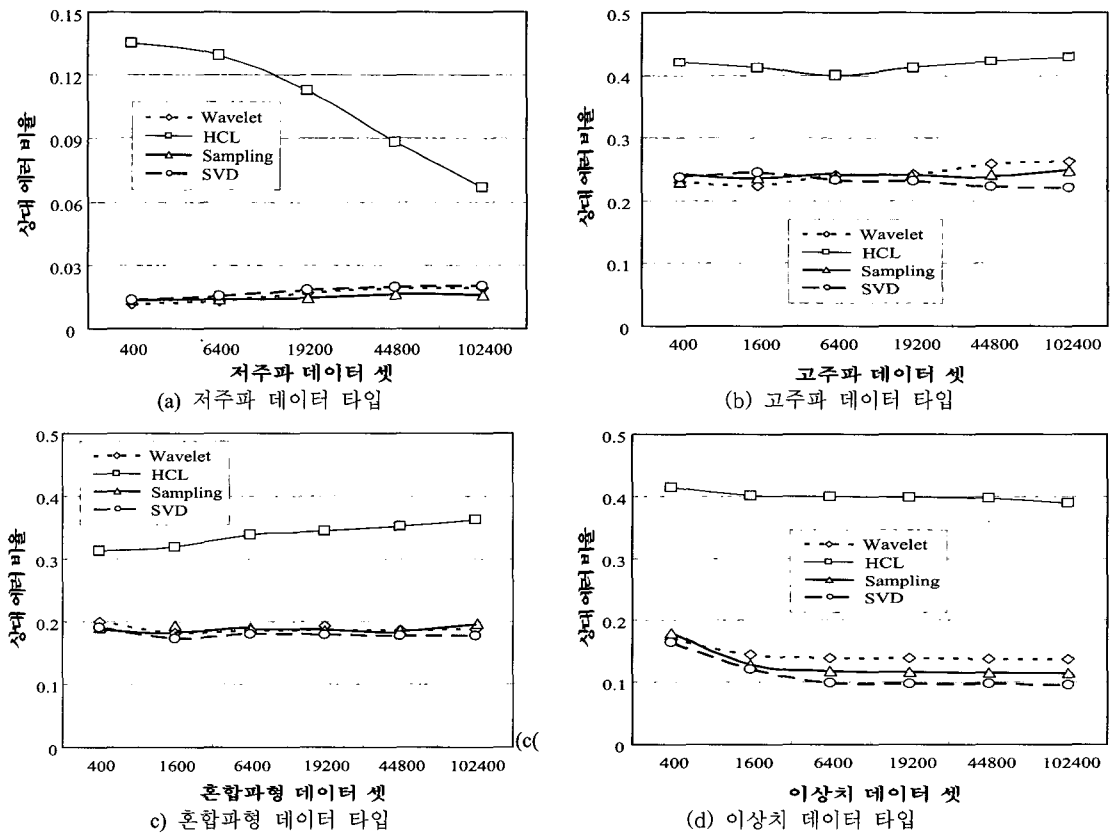 0.15
0.12
0.09
0.06
0.03
0
상대 에러 비율
Wavelet
HCL
Sampling
SVD
400 6400 19200 44800 102400
저주파 데이터 셋
(a) 저주파 데이터 타입
0.5
0.4
0.3
0.2
0.1
0
상대 에러 비율
Wavelet
HCL
Sampling
SVD
400 1600 6400 19200 44800 102400
고주파 데이터 셋
(b) 고주파 데이터 타입
0.5
0.4
0.3
0.2
0.1
0
상대 에러 비율
Wavelet
HCL
Sampling
SVD
400 1600 6400 19200 44800 102400
혼합파형 데이터 셋
(c(
c) 혼합파형 데이터 타입
0.5
0.4
0.3
0.2
0.1
0
상대 에러 비율
Wavelet
HCL
Sampling
SVD
400 1600 6400 19200 44800 102400
이상치 데이터 셋
(d) 이상치 데이터 타입